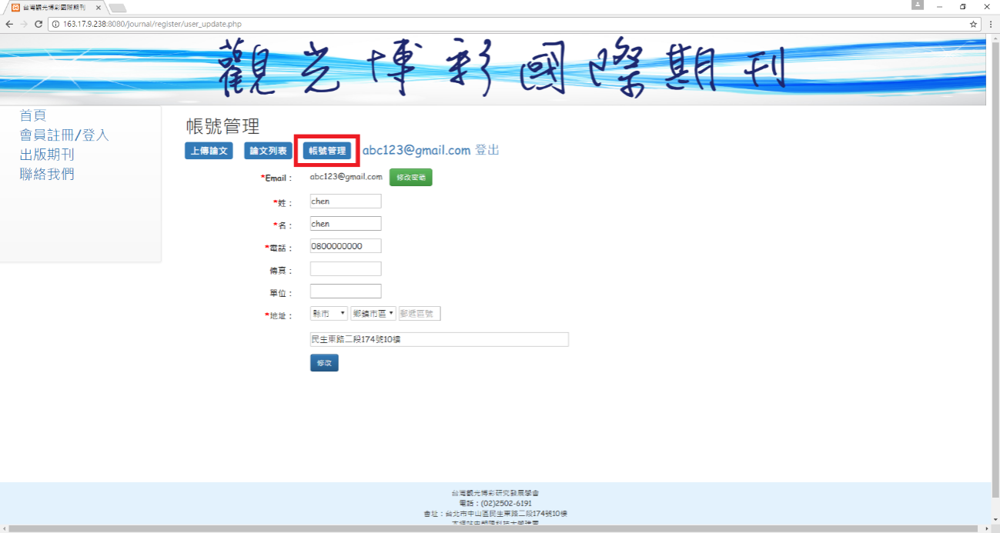 台灣觀光博彩國際期刊
163.17.9.238:8080/journal/register/user_update.php
觀光博彩國際期刊
首頁
會員註冊/登入
出版期刊
聯絡我們
帳號管理
上傳論文 論文列表 帳號管理 abc123@gmail.com 登出
*Email : abc123@gmail.com 修改密碼
*姓 : chen
*名 : chen
*電話 : 0800000000
傳真 :
單位 :
*地址 : 縣市 鄉鎮市區 郵遞區號
民生東路二段174號10樓
修改
台灣觀光博彩研究發展學會
電話 : (02)2502-6191
會址 : 台北市中山區民生東路二段174號10樓